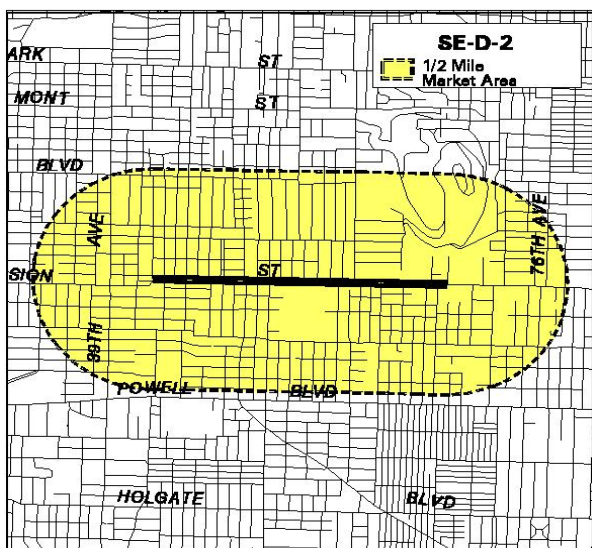 SE-D-2
1/2 Mile
Market Area
ARK
ST
MONT
ST
BLVD
AVE
76TH AVE
SION
ST
39TH
POWELL
BLVD
HOLGATE
BLVD